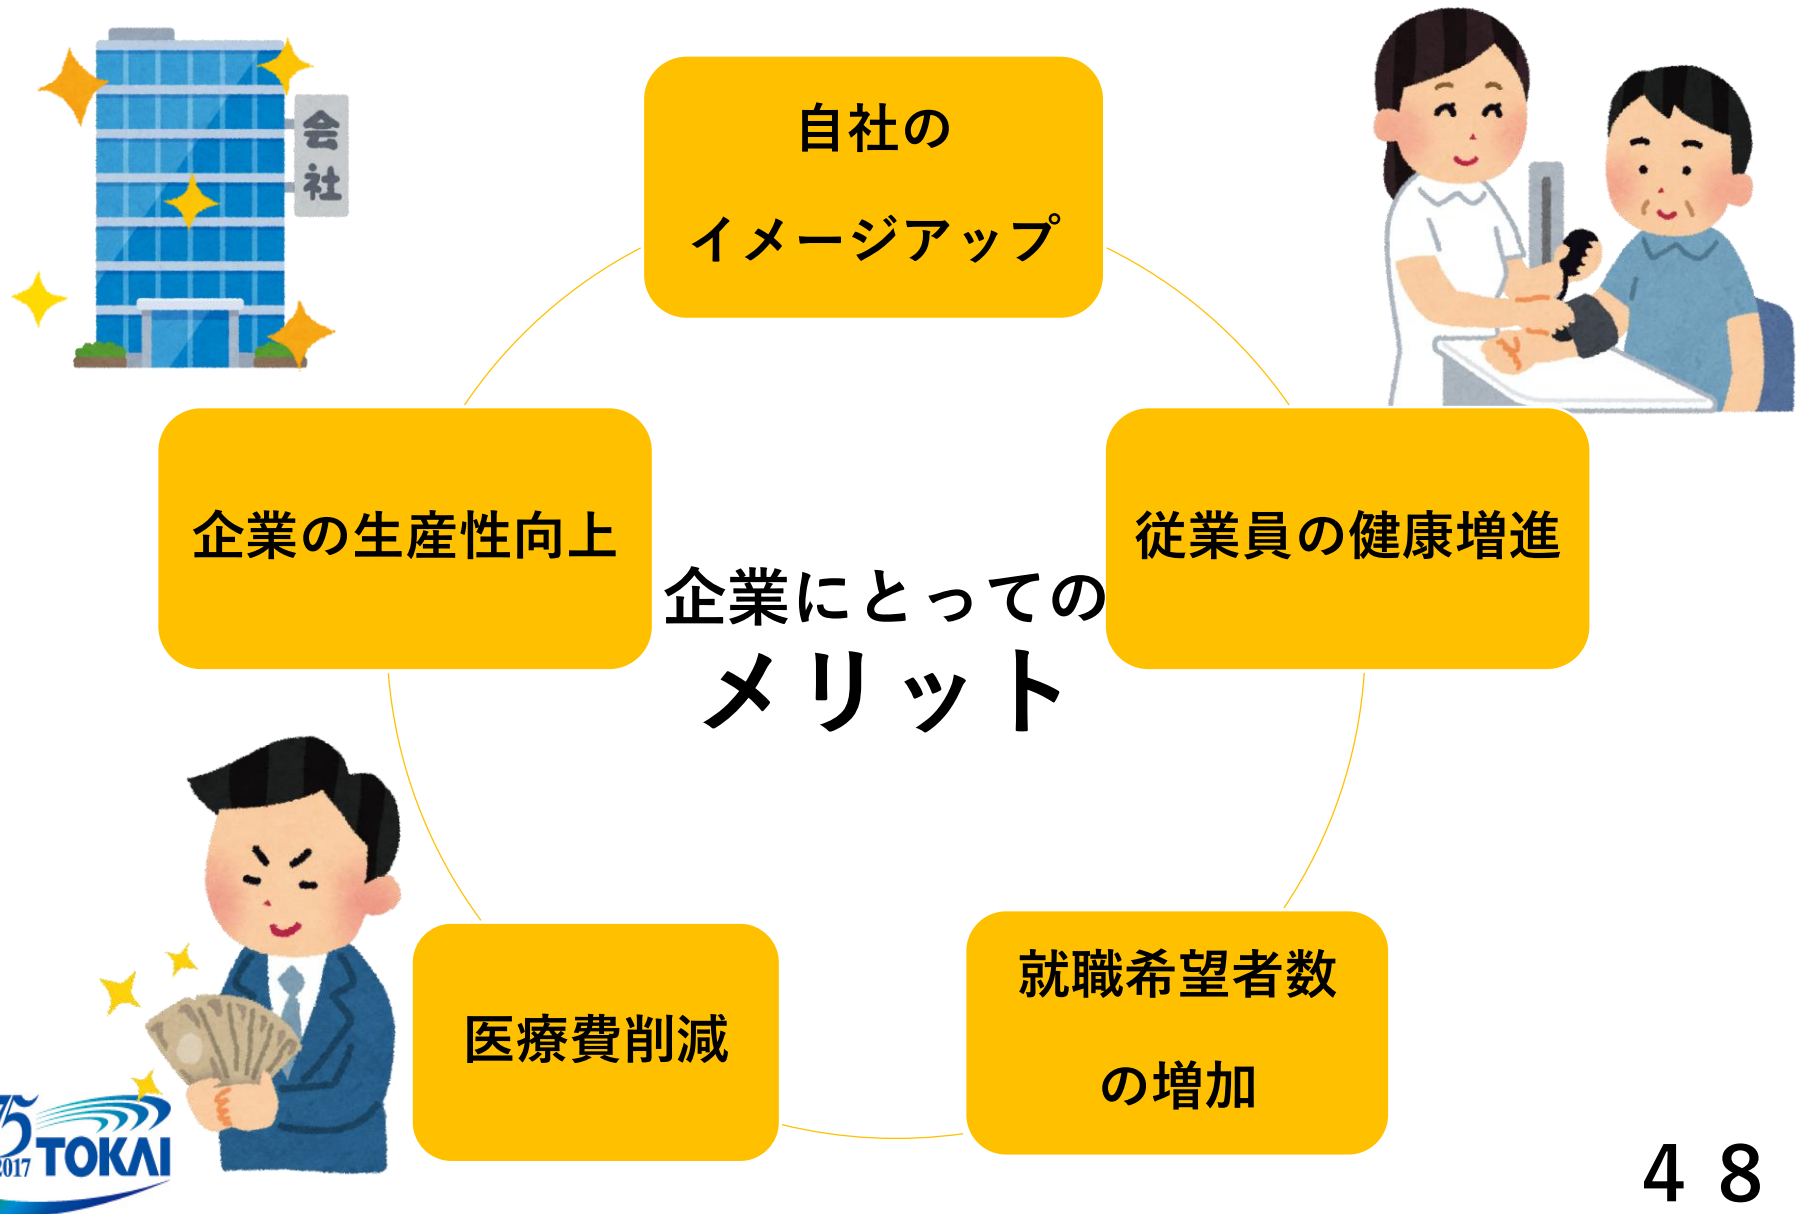 会
社
自社の
イメージアップ
企業の生産性向上
従業員の健康増進
企業にとっての
メリット
医療費削減
就職希望者数
の増加
75
2017
TOKAI
４８